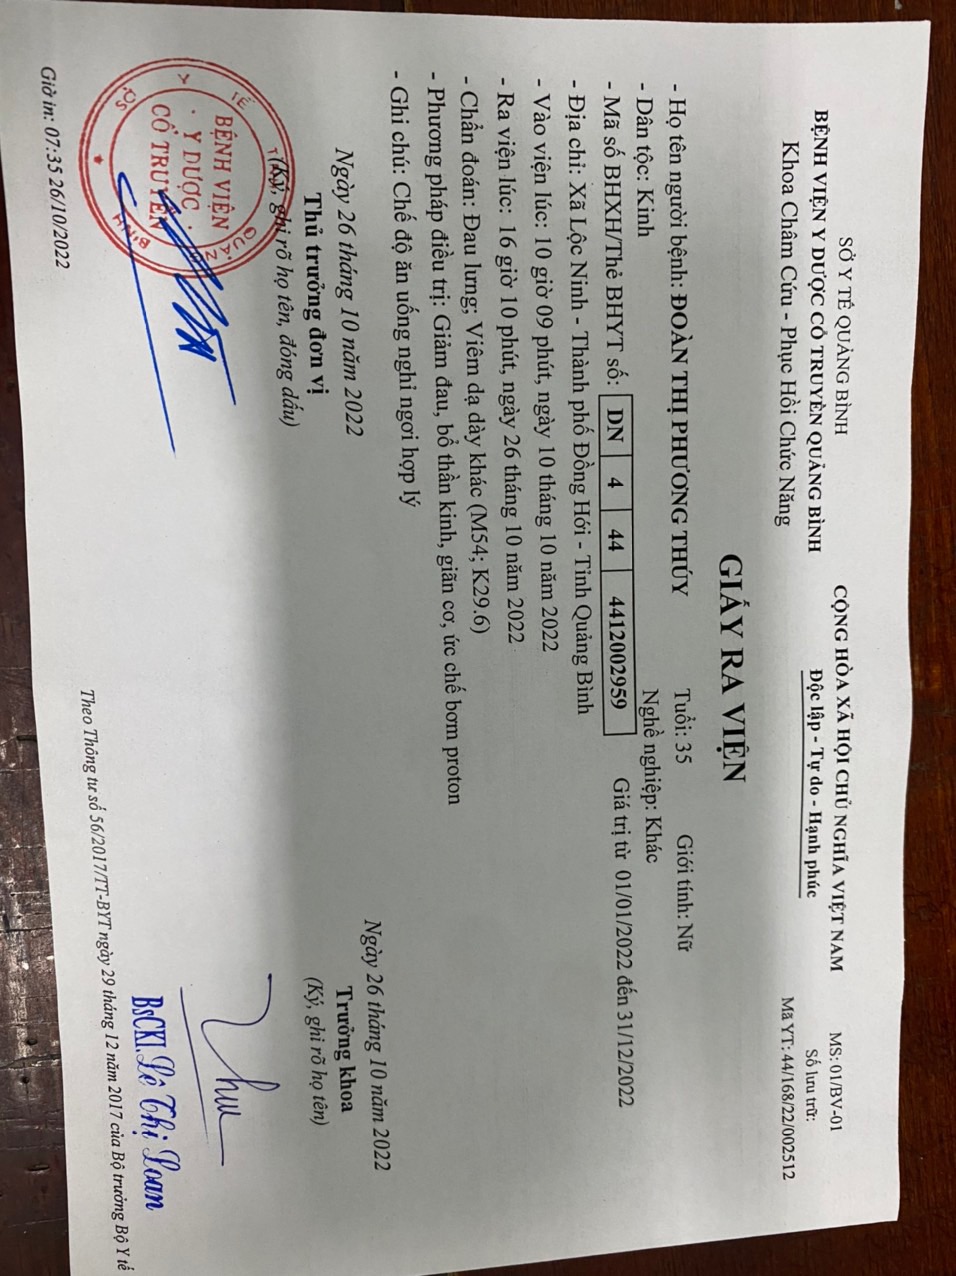 SỞ Y TẾ QUẢNG BÌNH
BỆNH VIỆN Y DƯỢC CỔ TRUYỀN QUẢNG BÌNH
Khoa Châm Cứu - Phục Hồi Chức Năng
CỘNG HÒA XÃ HỘI CHỦ NGHĨA VIỆT NAM
Độc lập - Tự do - Hạnh phúc
MS: 01/BV-01
Số lưu trữ:
Mã YT: 44/168/22/002512
GIẤY RA VIỆN
- Họ tên người bệnh: ĐOÀN THỊ PHƯƠNG THÚY Tuổi: 35 Giới tính: Nữ
- Dân tộc: Kinh Nghề nghiệp: Khác
- Mã số BHXH/Thẻ BHYT số: DN 4 44 4412002959 Giá trị từ 01/01/2022 đến 31/12/2022
- Địa chỉ: Xã Lộc Ninh - Thành phố Đồng Hới - Tỉnh Quảng Bình
- Vào viện lúc: 10 giờ 09 phút, ngày 10 tháng 10 năm 2022
- Ra viện lúc: 16 giờ 10 phút, ngày 26 tháng 10 năm 2022
- Chẩn đoán: Đau lưng; Viêm dạ dày khác (M54; K29.6)
- Phương pháp điều trị: Giảm đau, bổ thần kinh, giãn cơ, ức chế bơm proton
- Ghi chú: Chế độ ăn uống nghỉ ngơi hợp lý
Ngày 26 tháng 10 năm 2022
Thủ trưởng đơn vị
(Ký, ghi rõ họ tên, đóng dấu)
SỞ Y TẾ QUẢNG BÌNH
BỆNH VIỆN
Y DƯỢC
CỔ TRUYỀN
Ngày 26 tháng 10 năm 2022
Trưởng khoa
(Ký, ghi rõ họ tên)
Thu
BsCKI. Lê Thị Loan
Giờ in: 07:35 26/10/2022
Theo Thông tư số 56/2017/TT-BYT ngày 29 tháng 12 năm 2017 của Bộ trưởng Bộ Y tế